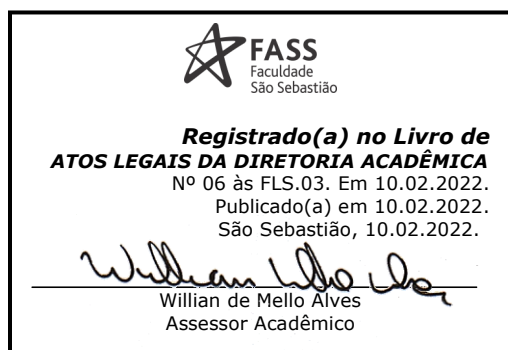 FASS
Faculdade
São Sebastião
Registrado(a) no Livro de
ATOS LEGAIS DA DIRETORIA ACADÊMICA
Nº 06 às FLS.03. Em 10.02.2022.
Publicado(a) em 10.02.2022.
São Sebastião, 10.02.2022.
Willian de Mello Alves
Assessor Acadêmico